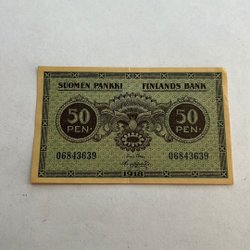 SUOMEN PANKKI FINLANDS BANK
50 PEN. 50 PEN.
06843639 06843639
1918